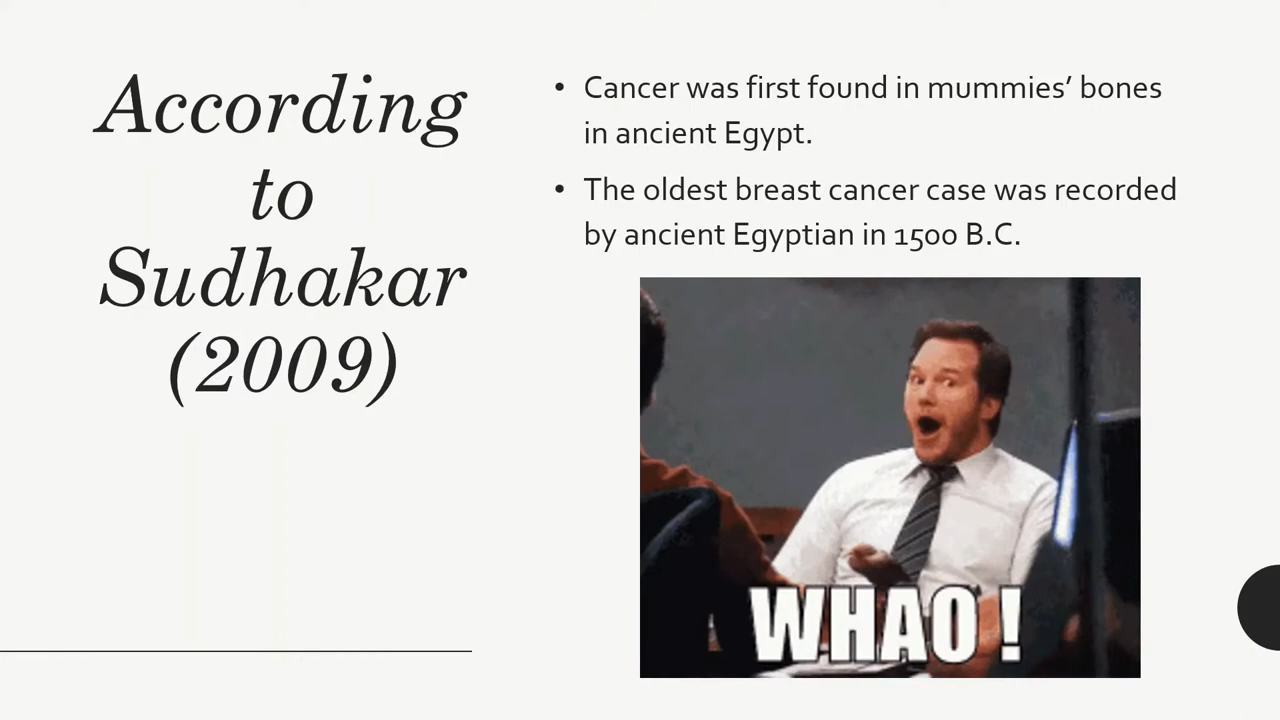 According
to
Sudhakar
(2009)
• Cancer was first found in mummies’ bones
in ancient Egypt.
• The oldest breast cancer case was recorded
by ancient Egyptian in 1500 B.C.
WHAO !